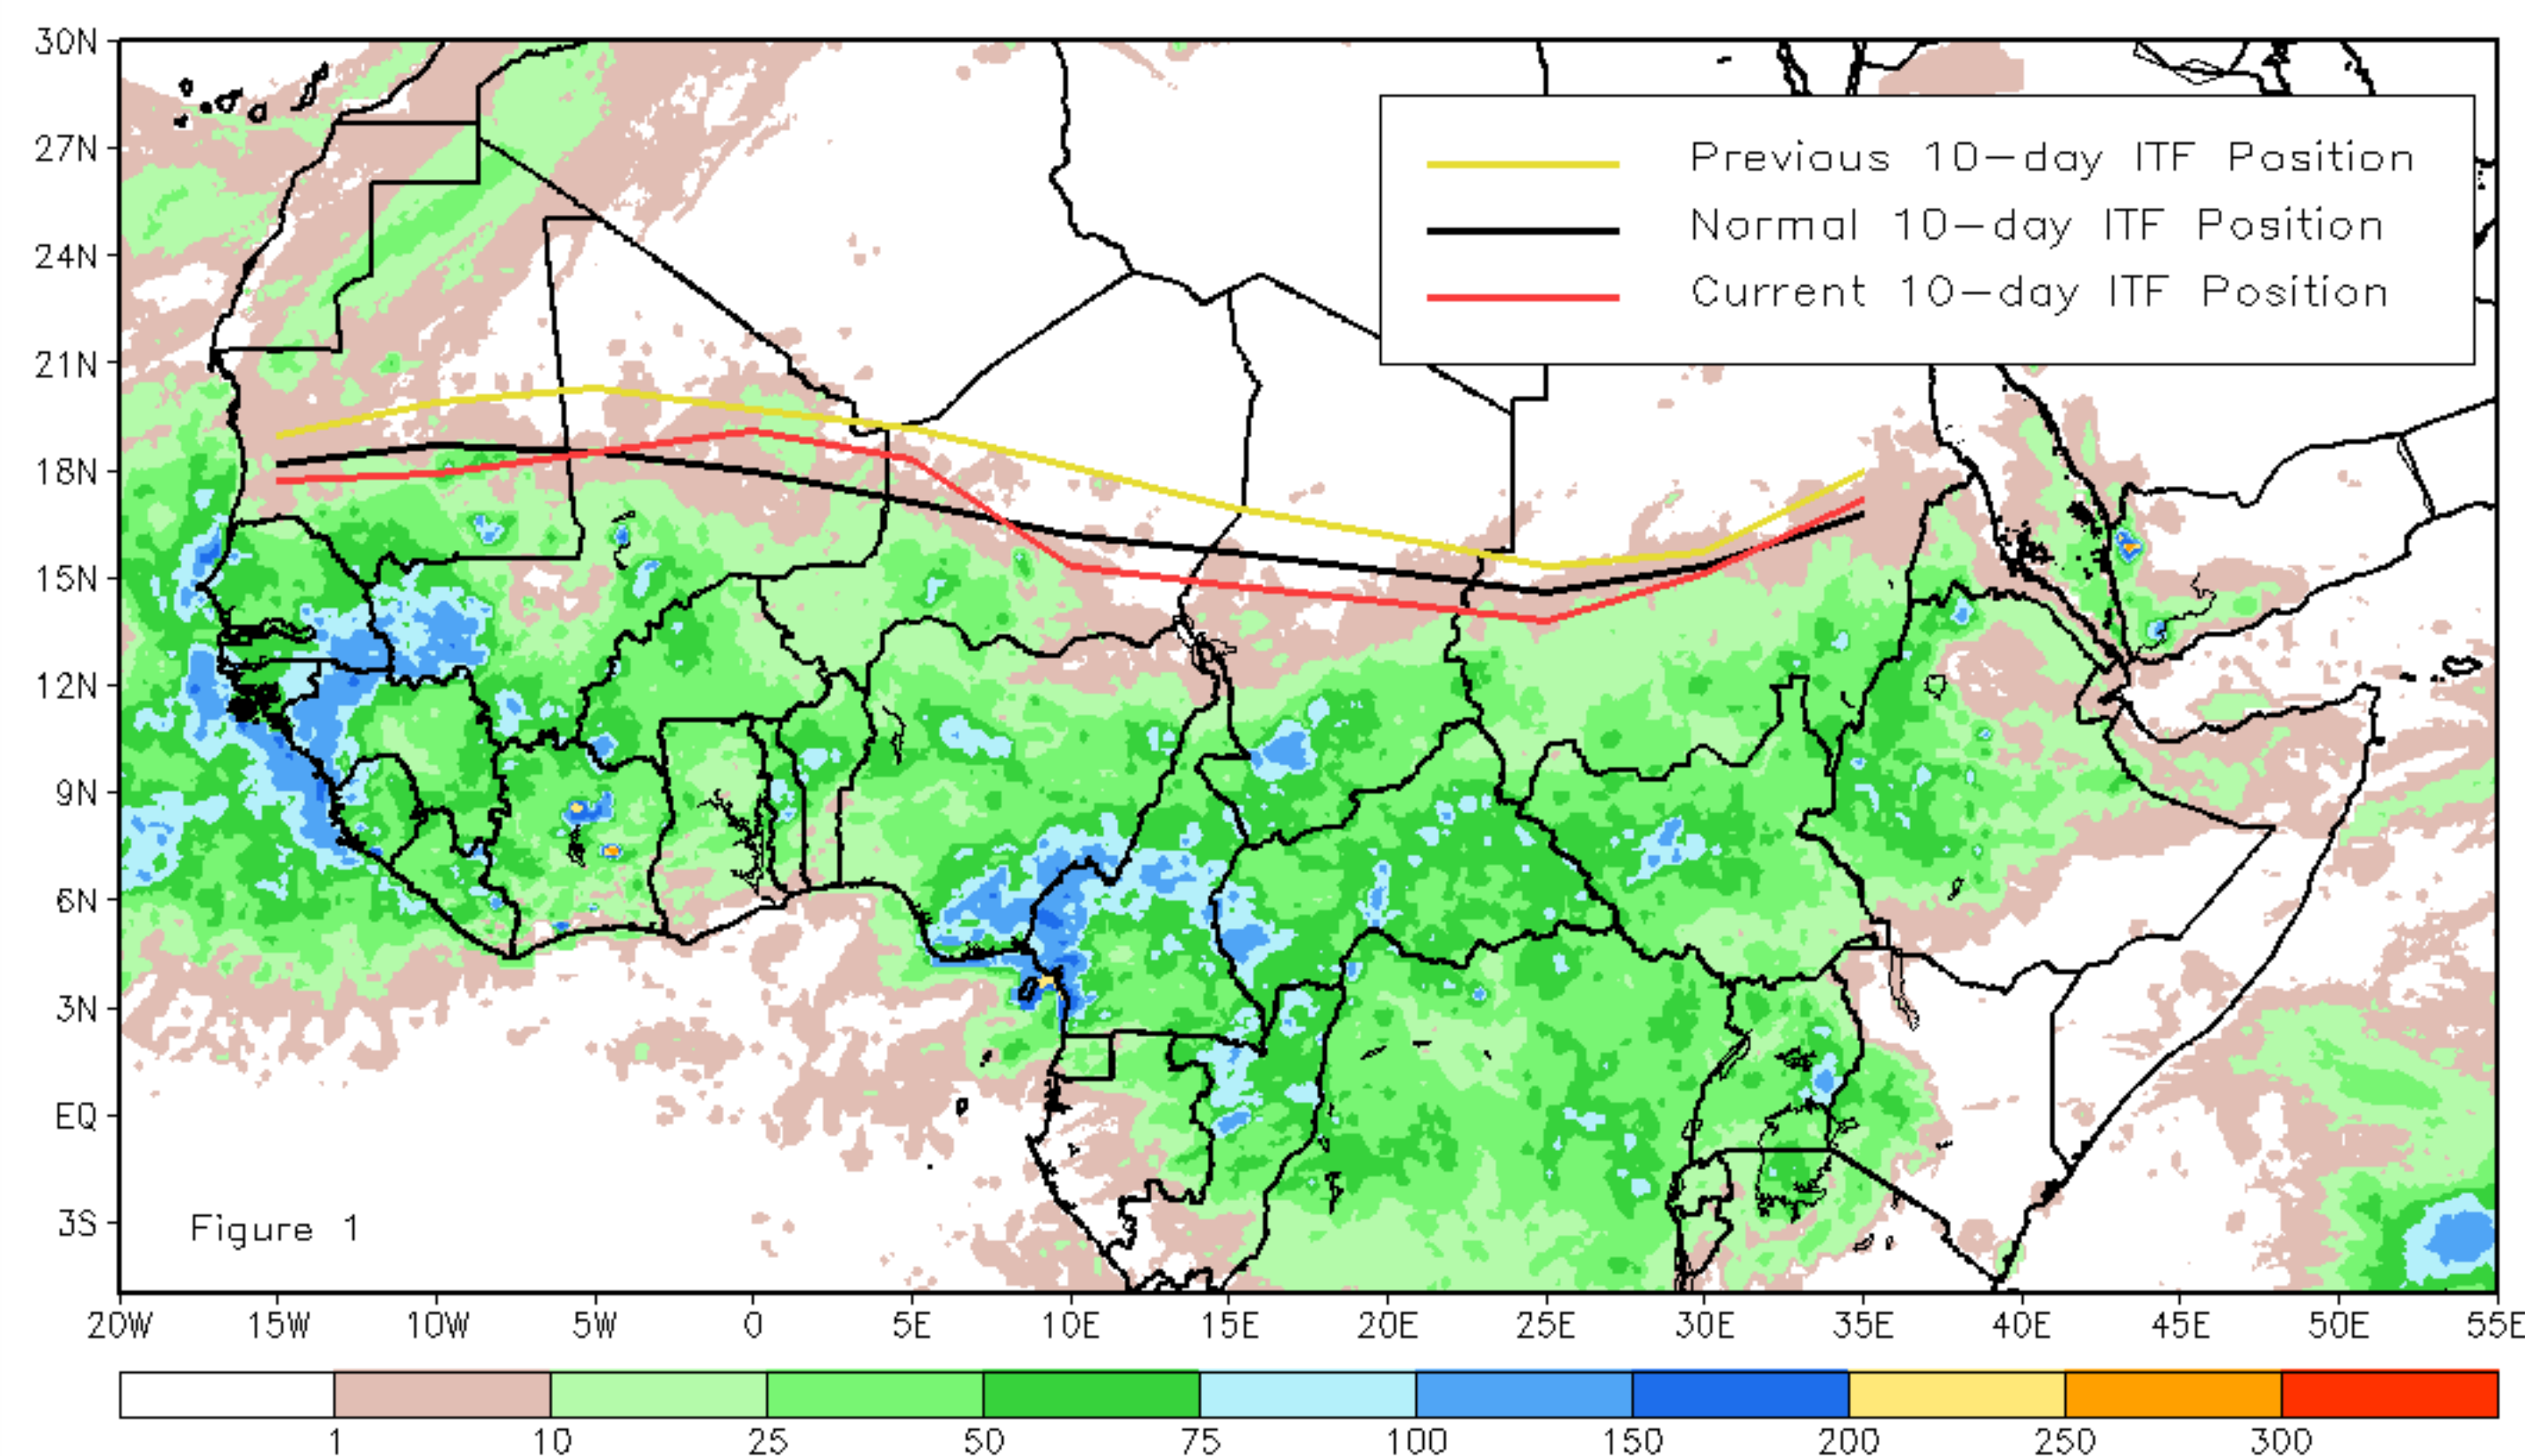 30N
Previous 10-day ITF Position
27N
Normal 10-day ITF Position
24N
Current 10-day ITF Position
21N
18N
15N
12N
9N
6N
3N
EQ
3S
Figure 1
20W 15W 10W 5W 0 5E 10E 15E 20E 25E 30E 35E 40E 45E 50E 55E
1 10 25 50 75 100 150 200 250 300